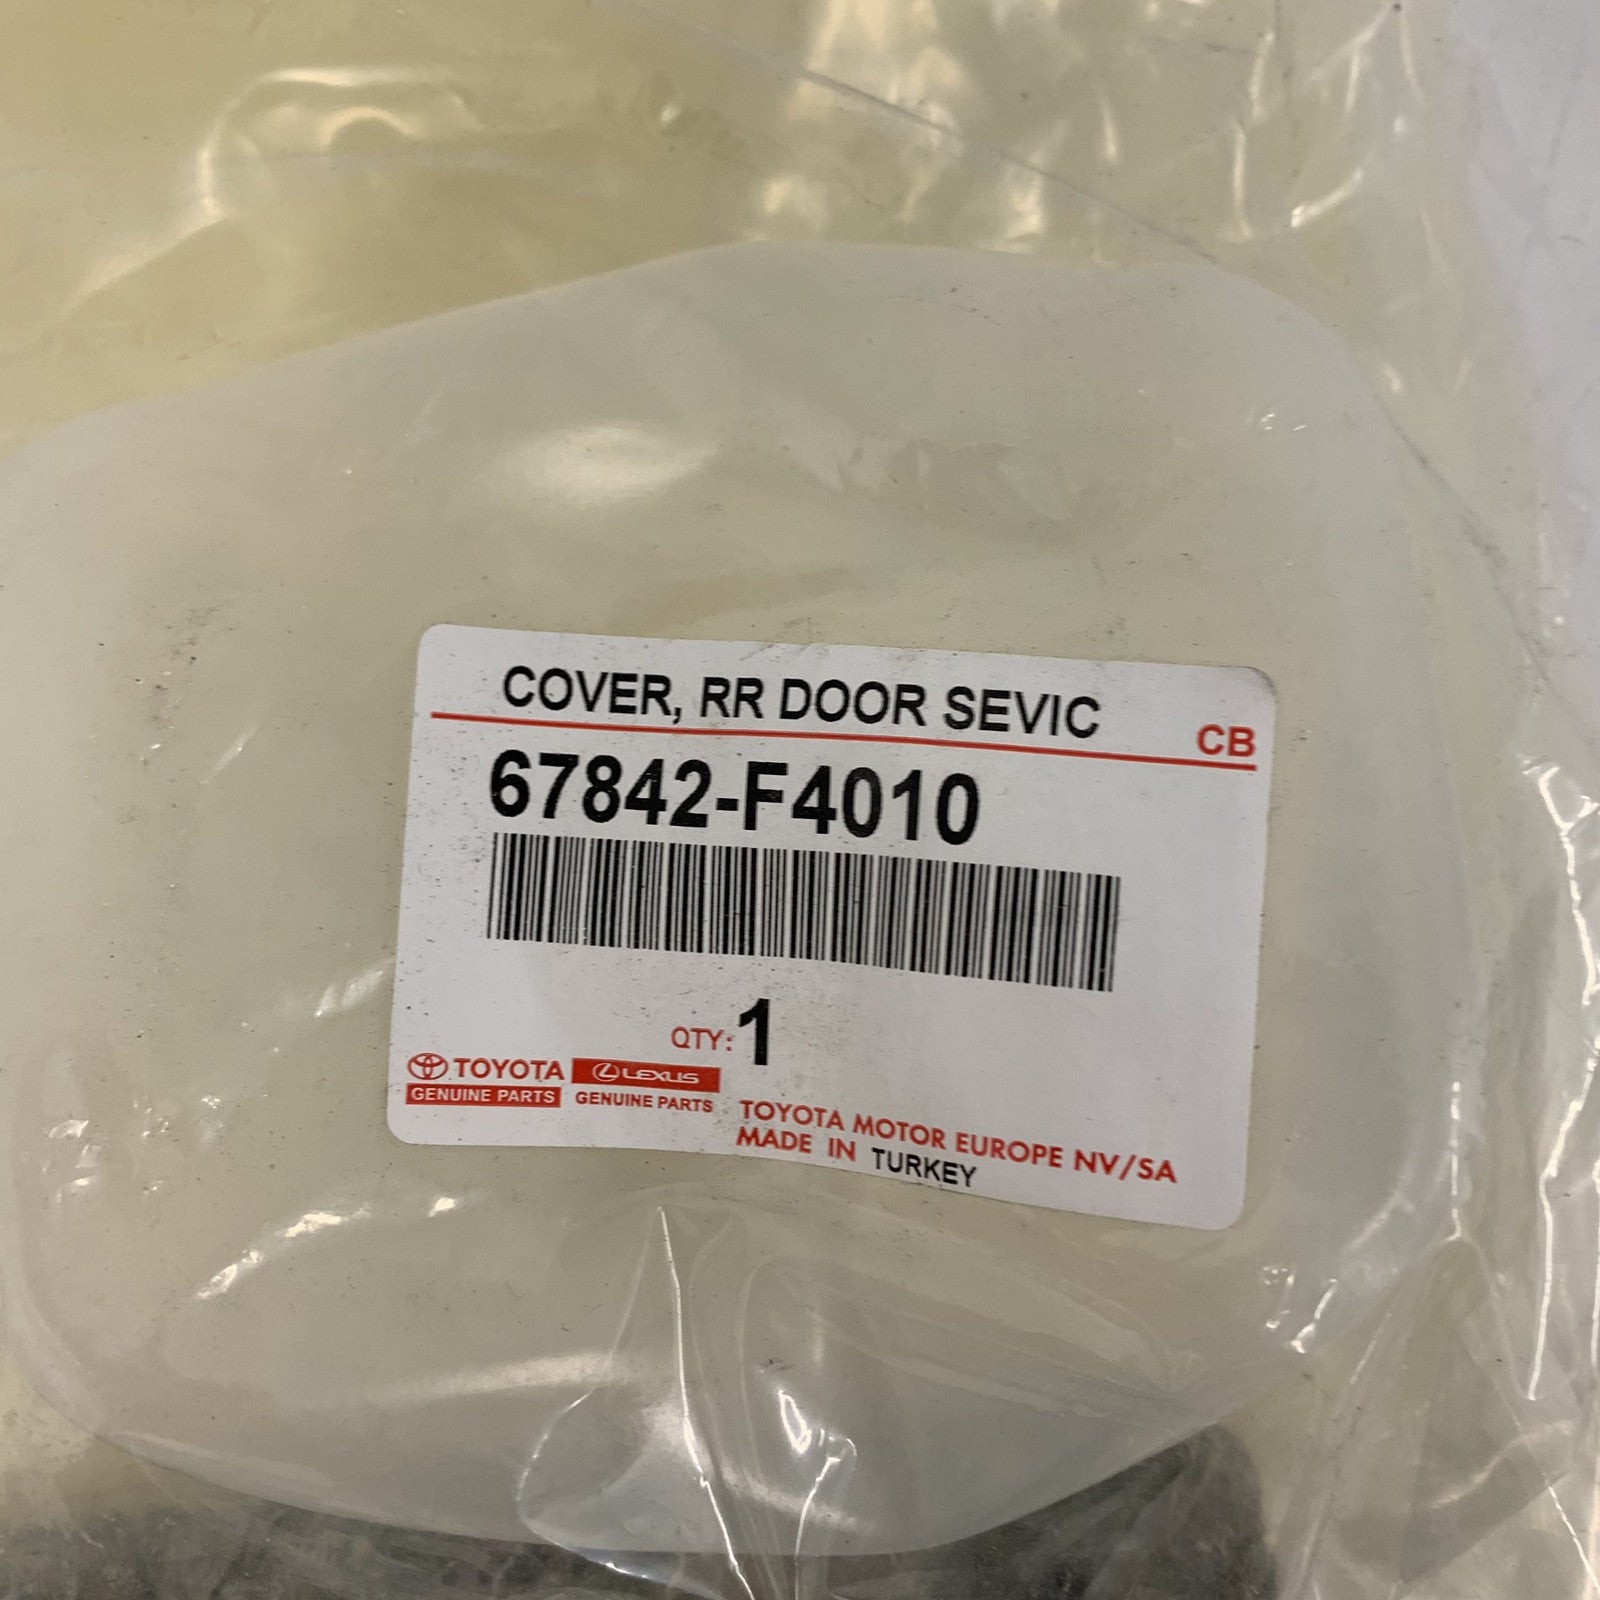 COVER, RR DOOR SEVIC
CB
67842-F4010
QTY: 1
TOYOTA LEXUS
GENUINE PARTS GENUINE PARTS
TOYOTA MOTOR EUROPE NV/SA
MADE IN TURKEY